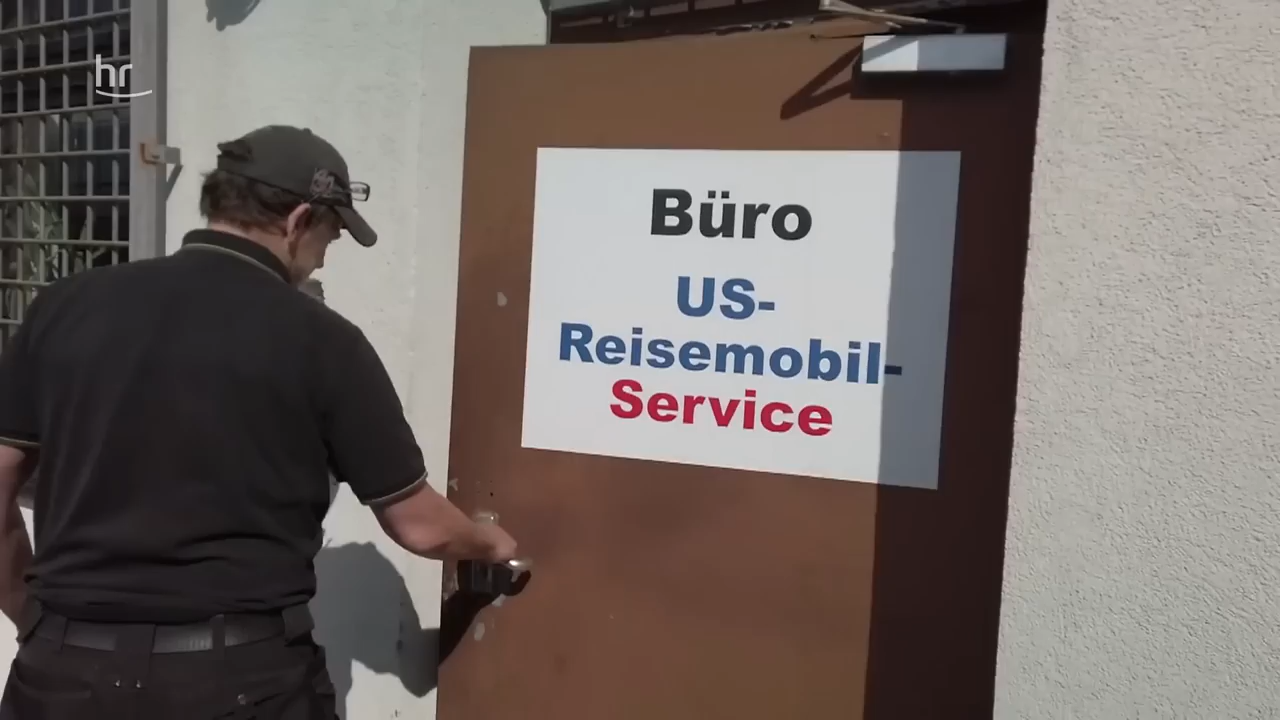 hr
Büro
US-
Reisemobil-
Service